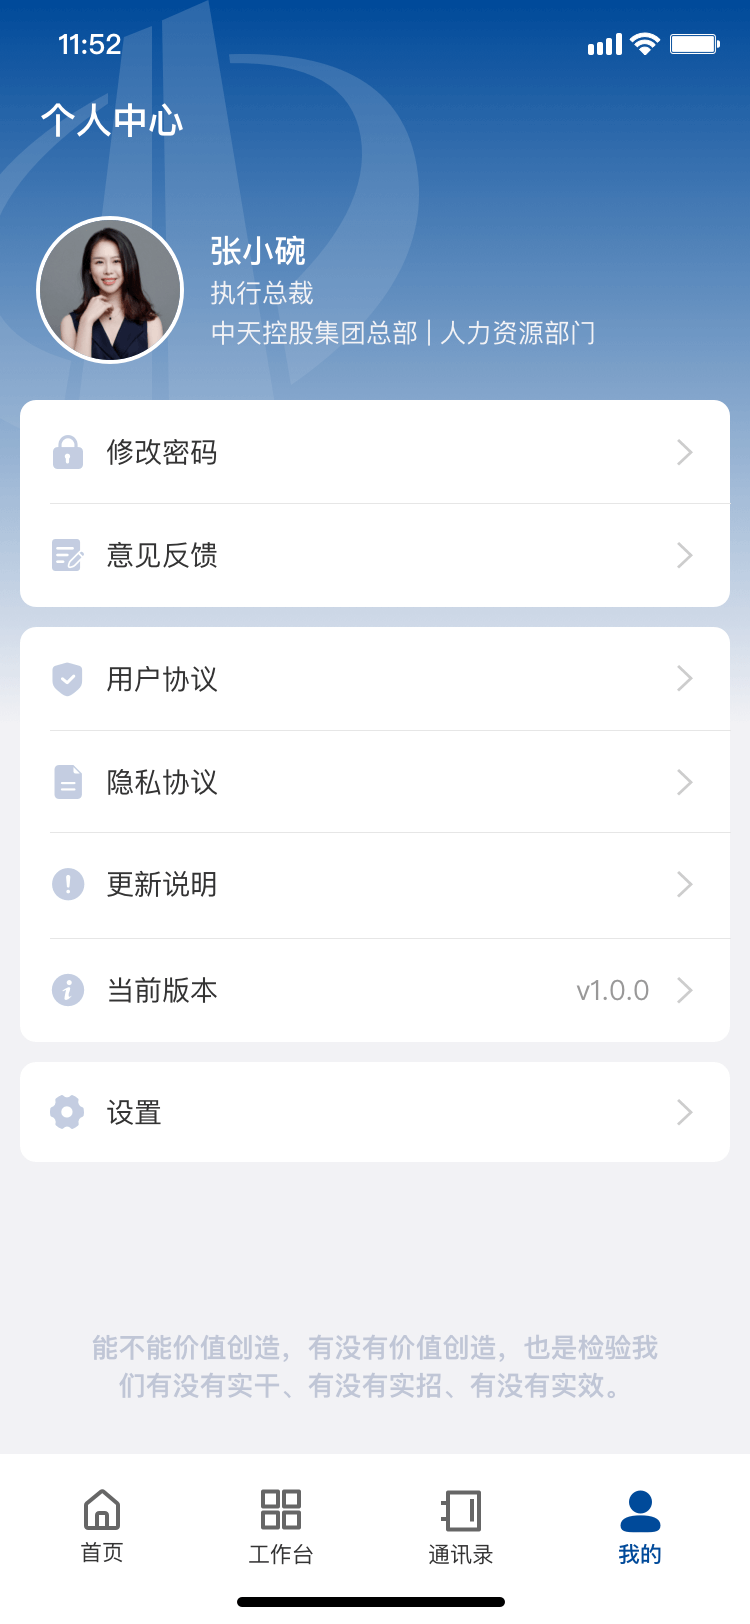 11:52
个人中心
张小碗
执行总裁
中天控股集团总部 | 人力资源部门
修改密码
意见反馈
用户协议
隐私协议
更新说明
当前版本 v1.0.0
设置
能不能价值创造，有没有价值创造，也是检验我
们有没有实干、有没有实招、有没有实效。
首页 工作台 通讯录 我的